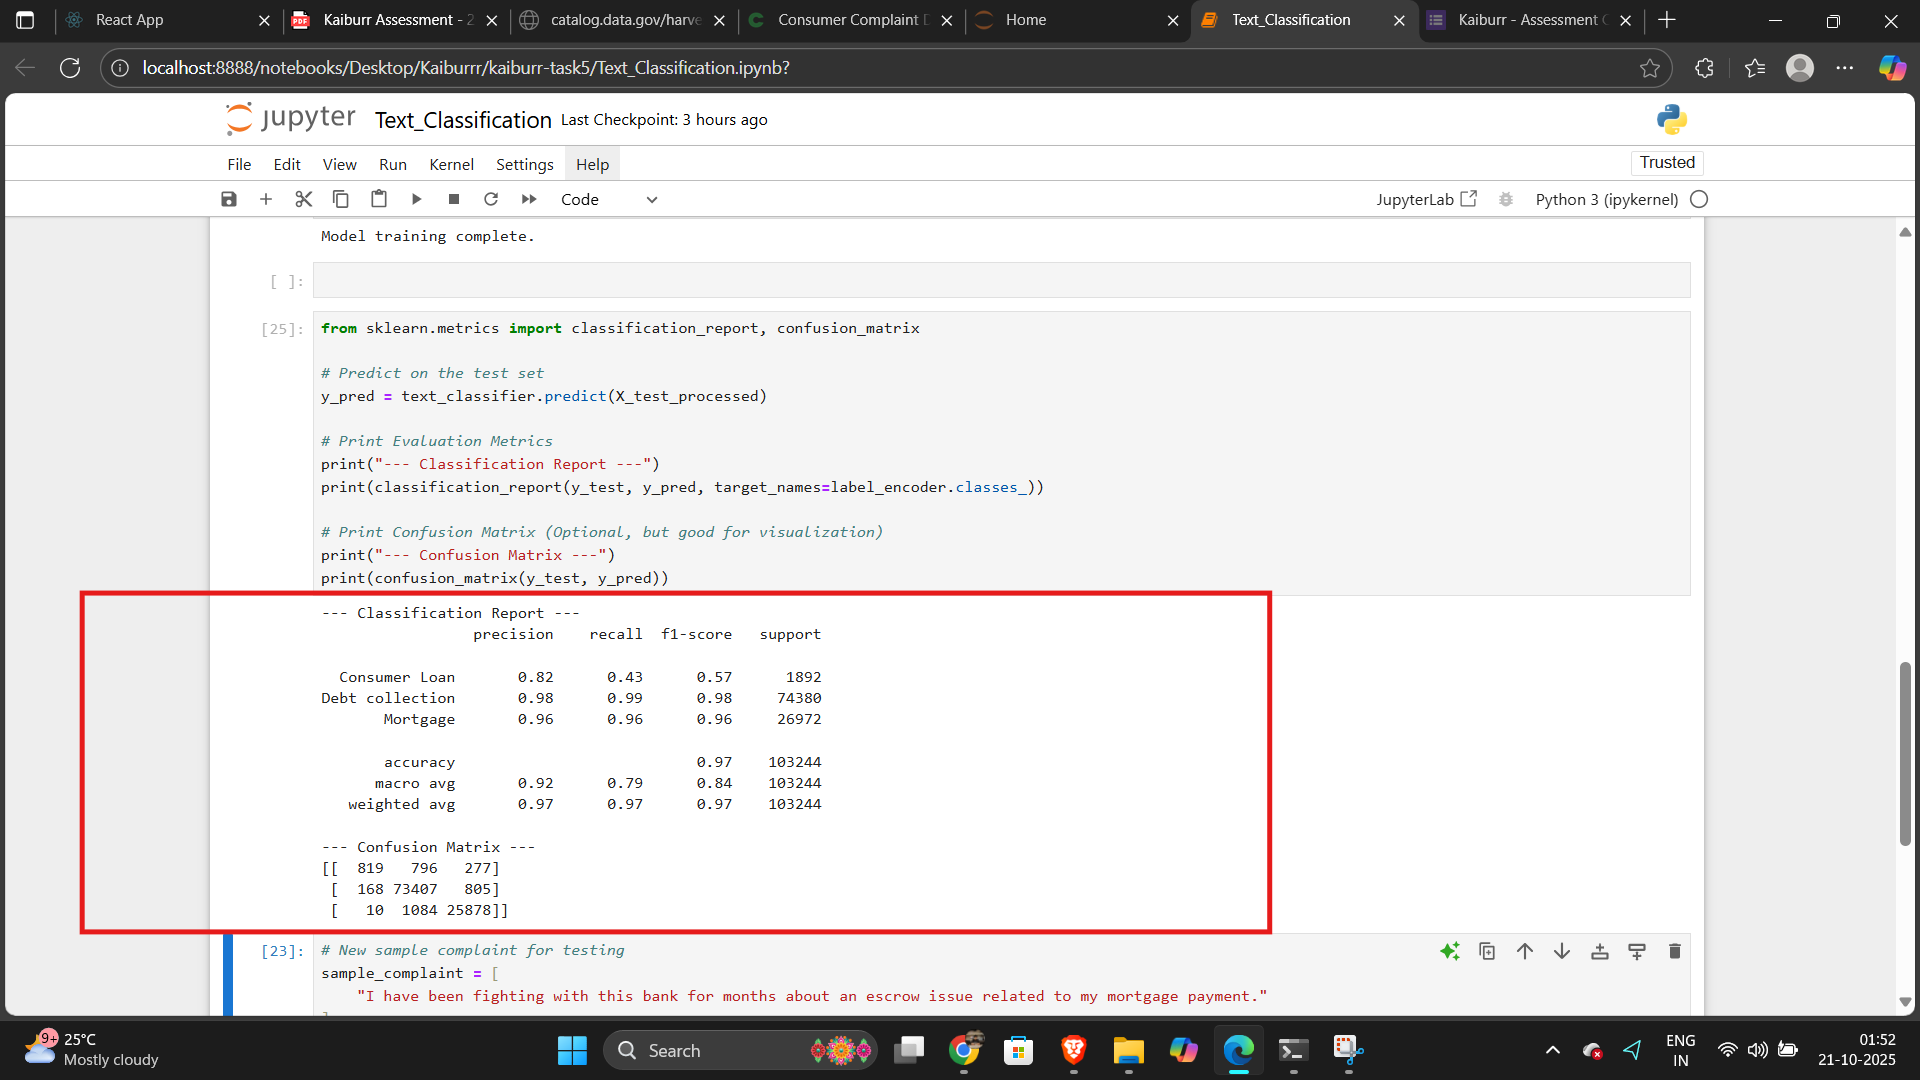 React App
Kaiburr Assessment - 2
catalog.data.gov/harve
Consumer Complaint D
Home
Text_Classification
Kaiburr - Assessment
localhost:8888/notebooks/Desktop/Kaiburrr/kaiburr-task5/Text_Classification.ipynb?
jupyter Text_Classification Last Checkpoint: 3 hours ago
File Edit View Run Kernel Settings Help
Trusted
Code
JupyterLab
Python 3 (ipykernel)
Model training complete.
[ ]:
[25]: from sklearn.metrics import classification_report, confusion_matrix
# Predict on the test set
y_pred = text_classifier.predict(X_test_processed)
# Print Evaluation Metrics
print("--- Classification Report ---")
print(classification_report(y_test, y_pred, target_names=label_encoder.classes_))
# Print Confusion Matrix (Optional, but good for visualization)
print("--- Confusion Matrix ---")
print(confusion_matrix(y_test, y_pred))
--- Classification Report ---
precision recall f1-score support
Consumer Loan 0.82 0.43 0.57 1892
Debt collection 0.98 0.99 0.98 74380
Mortgage 0.96 0.96 0.96 26972
accuracy 0.97 103244
macro avg 0.92 0.79 0.84 103244
weighted avg 0.97 0.97 0.97 103244
--- Confusion Matrix ---
[[ 819 796 277]
[ 168 73407 805]
[ 10 1084 25878]]
[23]: # New sample complaint for testing
sample_complaint = [
"I have been fighting with this bank for months about an escrow issue related to my mortgage payment."
9+
25°C
Mostly cloudy
Search
ENG
IN
01:52
21-10-2025